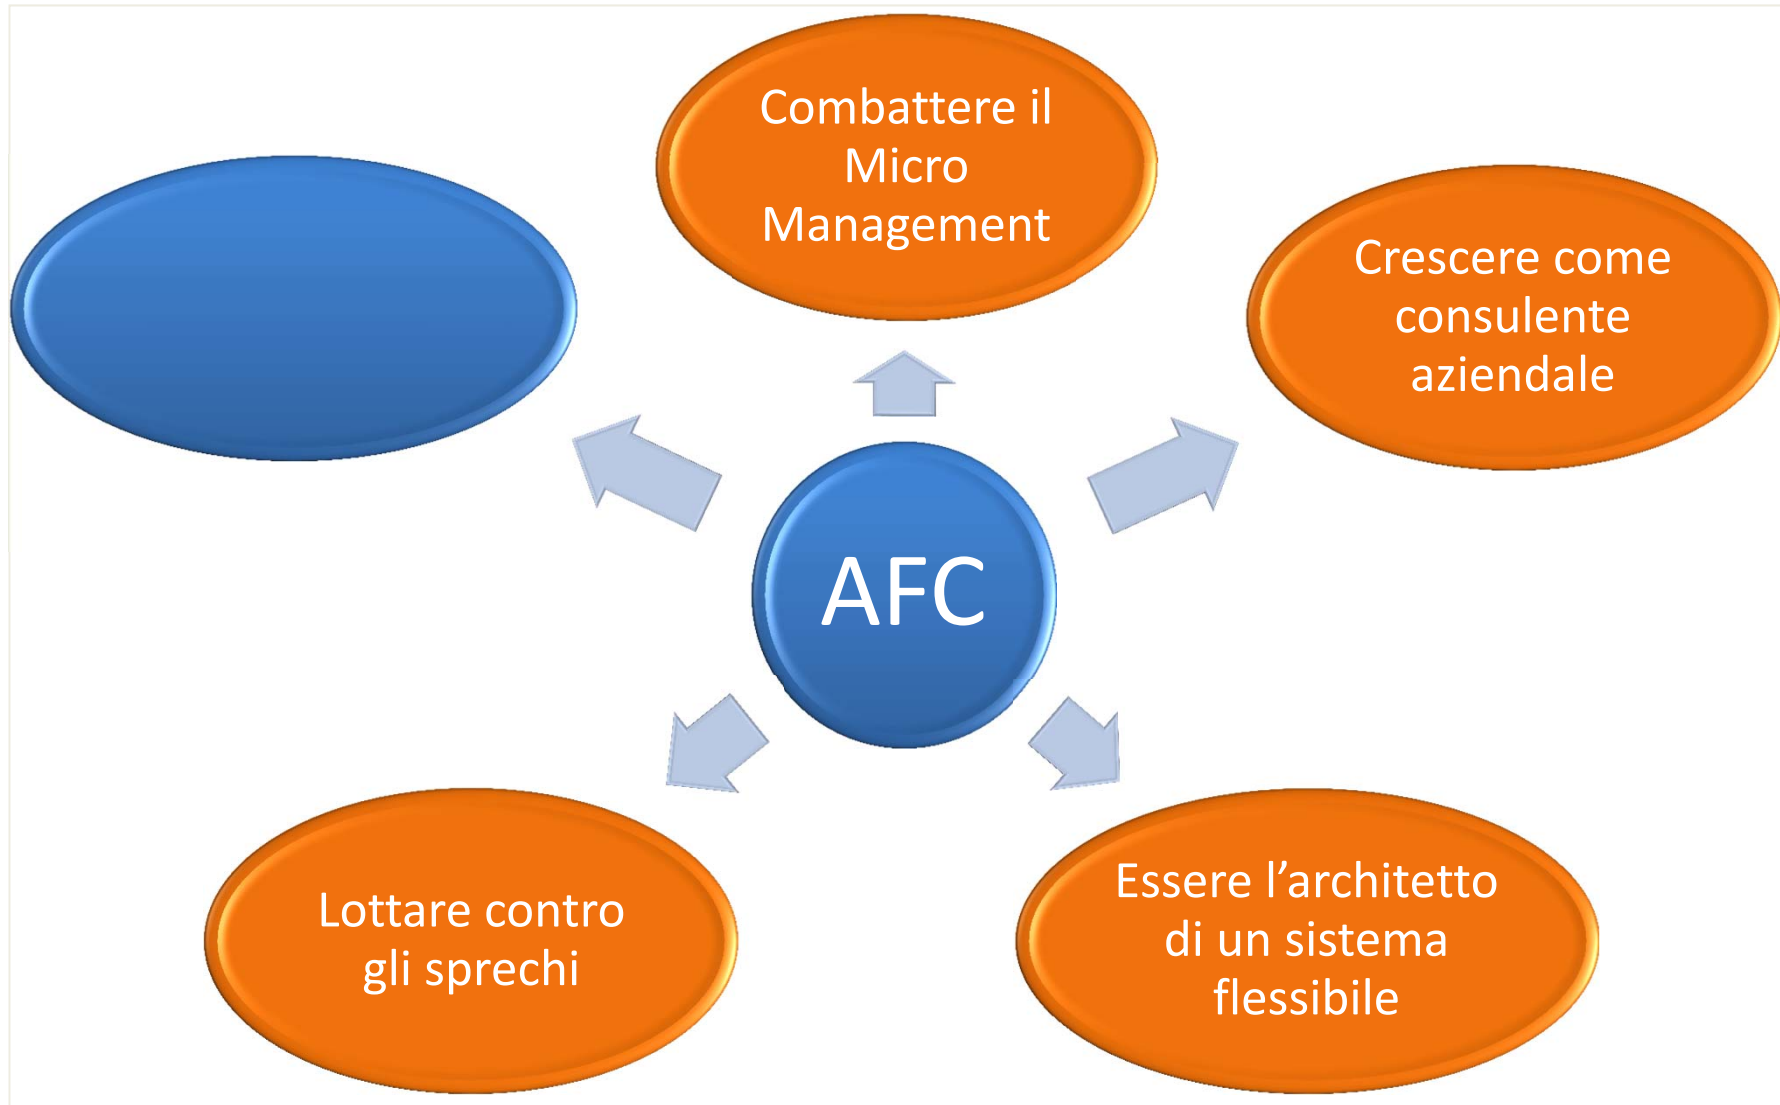 Combattere il
Micro
Management
Crescere come
consulente
aziendale
AFC
Lottare contro
gli sprechi
Essere l’architetto
di un sistema
flessibile